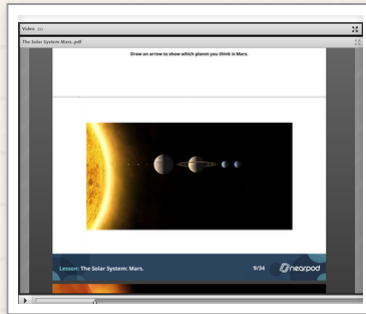 Video
The Solar System Mars.pdf
Draw an arrow to show which planet you think is Mars.
Lesson: The Solar System: Mars.
9/34
nearpod